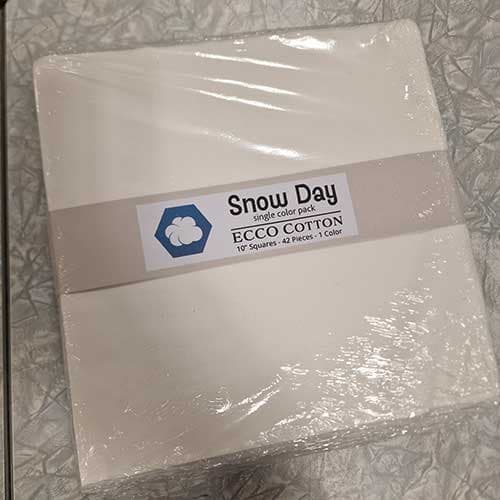 Snow Day
single color pack
ECCO COTTON
10" Squares - 42 Pieces - 1 Color